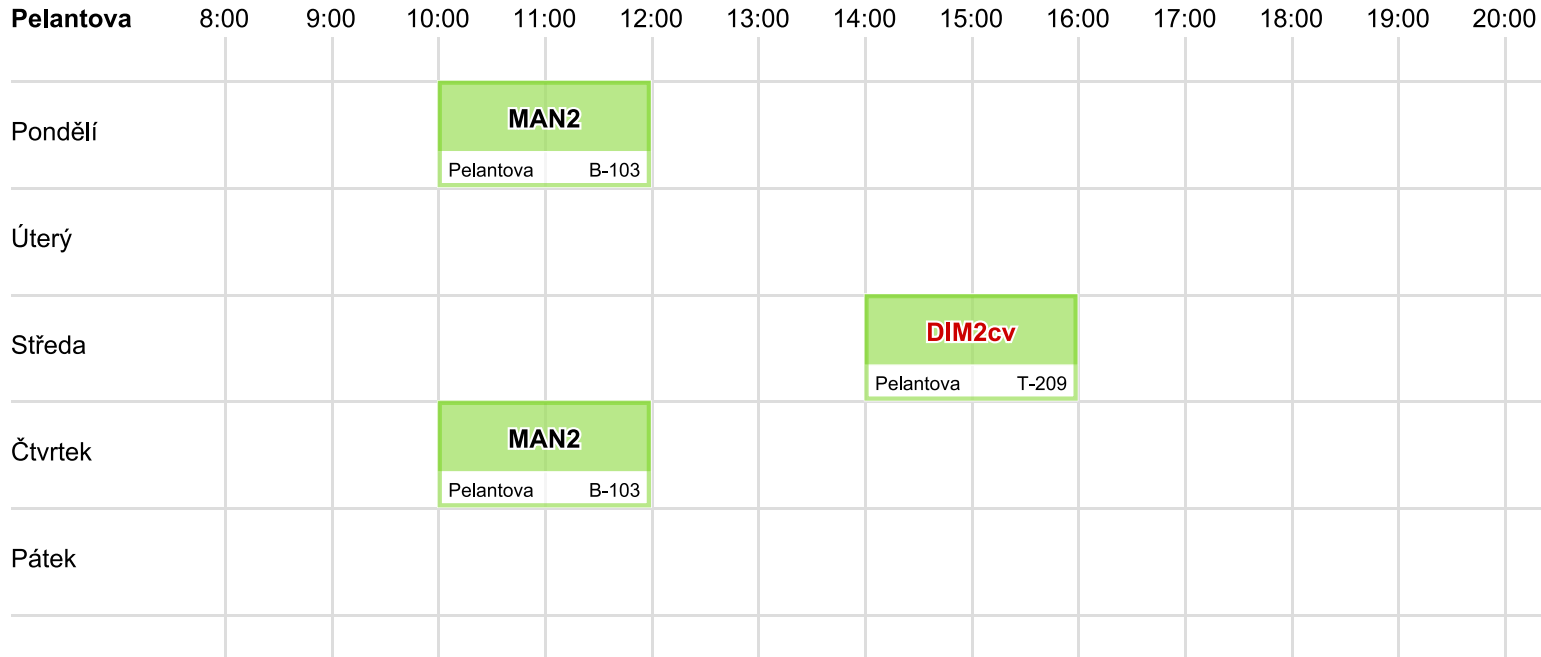 Pelantova 8:00 9:00 10:00 11:00 12:00 13:00 14:00 15:00 16:00 17:00 18:00 19:00 20:00
Pondělí
MAN2
Pelantova B-103
Úterý
Středa
DIM2cv
Pelantova T-209
Čtvrtek
MAN2
Pelantova B-103
Pátek